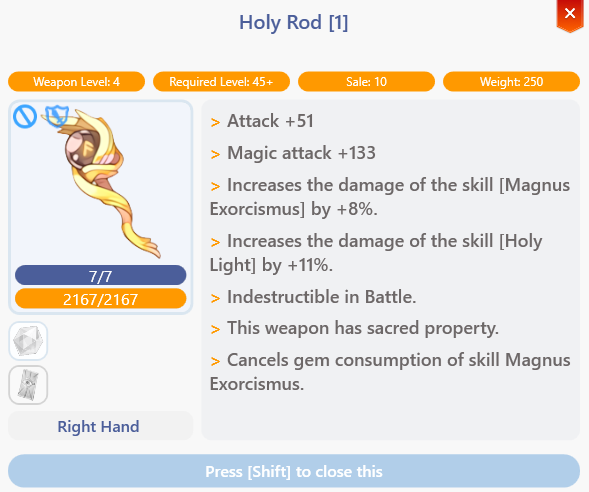 Holy Rod [1]
Weapon Level: 4
Required Level: 45+
Sale: 10
Weight: 250
> Attack +51
> Magic attack +133
> Increases the damage of the skill [Magnus
Exorcismus] by +8%.
> Increases the damage of the skill [Holy
Light] by +11%.
> Indestructible in Battle.
> This weapon has sacred property.
> Cancels gem consumption of skill Magnus
Exorcismus.
F
7/7
2167/2167
Right Hand
Press [Shift] to close this